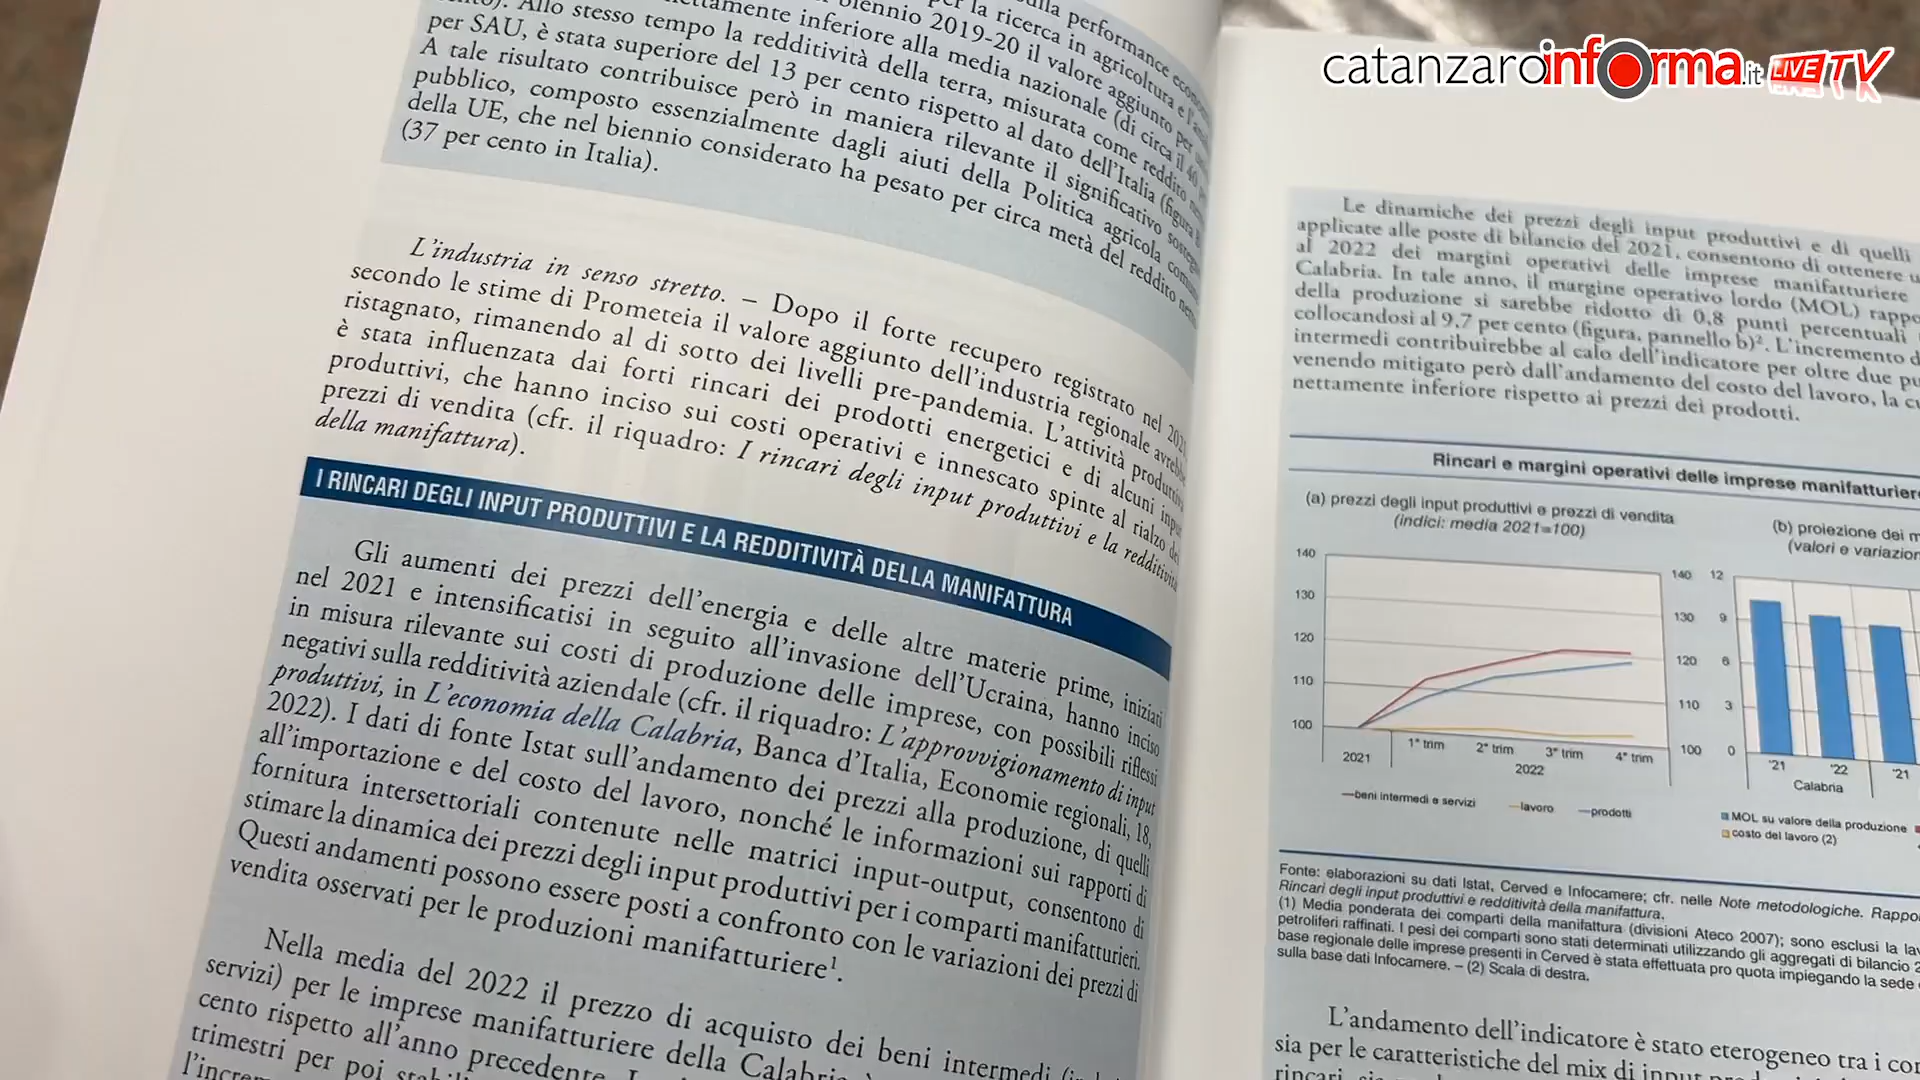 catanzaroinforma.it LIVE TV
sulla performance
per la ricerca in agricoltura e l'
biennio 2019-20 il valore aggiunto per
inferiore alla media nazionale (di circa il 40
Allo stesso tempo la redditività della terra, misurata come reddito
per SAU, è stata superiore del 13 per cento rispetto al dato dell'Italia (figura
A tale risultato contribuisce però in maniera rilevante il significativo
pubblico, composto essenzialmente dagli aiuti della Politica agricola
della UE, che nel biennio considerato ha pesato per circa metà del reddito
(37 per cento in Italia).
L'industria in senso stretto. – Dopo il forte recupero registrato nel 2021,
secondo le stime di Prometeia il valore aggiunto dell'industria regionale avrebbe
ristagnato, rimanendo al di sotto dei livelli pre-pandemia. L'attività produttiva
è stata influenzata dai forti rincari dei prodotti energetici e di alcuni input
produttivi, che hanno inciso sui costi operativi e innescato spinte al rialzo dei
prezzi di vendita (cfr. il riquadro: I rincari degli input produttivi e la redditività
della manifattura).
I RINCARI DEGLI INPUT PRODUTTIVI E LA REDDITIVITÀ DELLA MANIFATTURA
Gli aumenti dei prezzi dell'energia e delle altre materie prime, iniziati
nel 2021 e intensificatisi in seguito all'invasione dell'Ucraina, hanno inciso
in misura rilevante sui costi di produzione delle imprese, con possibili riflessi
negativi sulla redditività aziendale (cfr. il riquadro: L'approvvigionamento di input
produttivi, in L'economia della Calabria, Banca d'Italia, Economie regionali, 18,
2022). I dati di fonte Istat sull'andamento dei prezzi alla produzione, di quelli
all'importazione e del costo del lavoro, nonché le informazioni sui rapporti di
fornitura intersettoriali contenute nelle matrici input-output, consentono di
stimare la dinamica dei prezzi degli input produttivi per i comparti manifatturieri.
Questi andamenti possono essere posti a confronto con le variazioni dei prezzi di
vendita osservati per le produzioni manifatturiere¹.
Nella media del 2022 il prezzo di acquisto dei beni intermedi
servizi) per le imprese manifatturiere della Calabria
cento rispetto all'anno precedente.
trimestri per poi
Le dinamiche dei prezzi degli input produttivi e di quelli
applicate alle poste di bilancio del 2021, consentono di ottenere
al 2022 dei margini operativi delle imprese manifatturiere
Calabria. In tale anno, il margine operativo lordo (MOL)
della produzione si sarebbe ridotto di 0,8 punti percentuali
collocandosi al 9,7 per cento (figura, pannello b)². L'incremento
intermedi contribuirebbe al calo dell'indicatore per oltre due
venendo mitigato però dall'andamento del costo del lavoro, la
nettamente inferiore rispetto ai prezzi dei prodotti.
Rincari e margini operativi delle imprese manifatturiere
(a) prezzi degli input produttivi e prezzi di vendita
(indici: media 2021=100)
140
130
120
110
100
140
130
120
110
100
2021
1° trim 2° trim 3° trim 4° trim
2022
beni intermedi e servizi lavoro prodotti
(b) proiezione dei
(valori e
12
9
6
3
0
'21 '22 '21
Calabria
MOL su valore della produzione
costo del lavoro (2)
Fonte: elaborazioni su dati Istat, Cerved e Infocamere; cfr. nelle Note metodologiche.
Rincari degli input produttivi e redditività della manifattura.
(1) Media ponderata dei comparti della manifattura (divisioni Ateco 2007); sono esclusi la
petroliferi raffinati. I pesi dei comparti sono stati determinati utilizzando gli aggregati di bilancio
base regionale delle imprese presenti in Cerved è stata effettuata pro quota impiegando la sede
sulla base dati Infocamere. – (2) Scala di destra.
L'andamento dell'indicatore è stato eterogeneo tra i
sia per le caratteristiche del mix di input
rincari, sia